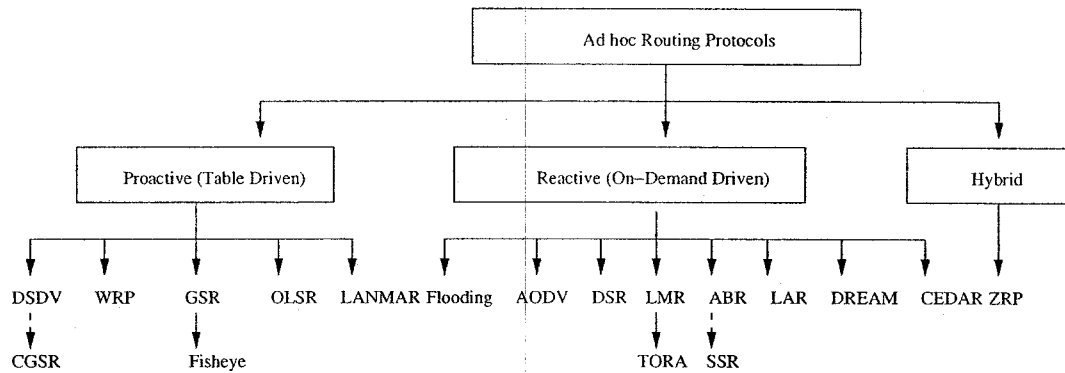 Ad hoc Routing Protocols
Proactive (Table Driven)
Reactive (On-Demand Driven)
Hybrid
DSDV WRP GSR OLSR LANMAR Flooding AODV DSR LMR ABR LAR DREAM CEDAR ZRP
CGSR Fisheye TORA SSR